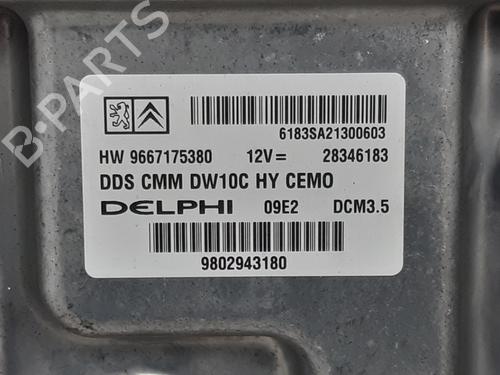 6183SA21300603
HW 9667175380 12V= 28346183
DDS CMM DW10C HY CEMO
DELPHI 09E2 DCM3.5
9802943180
B-PARTS